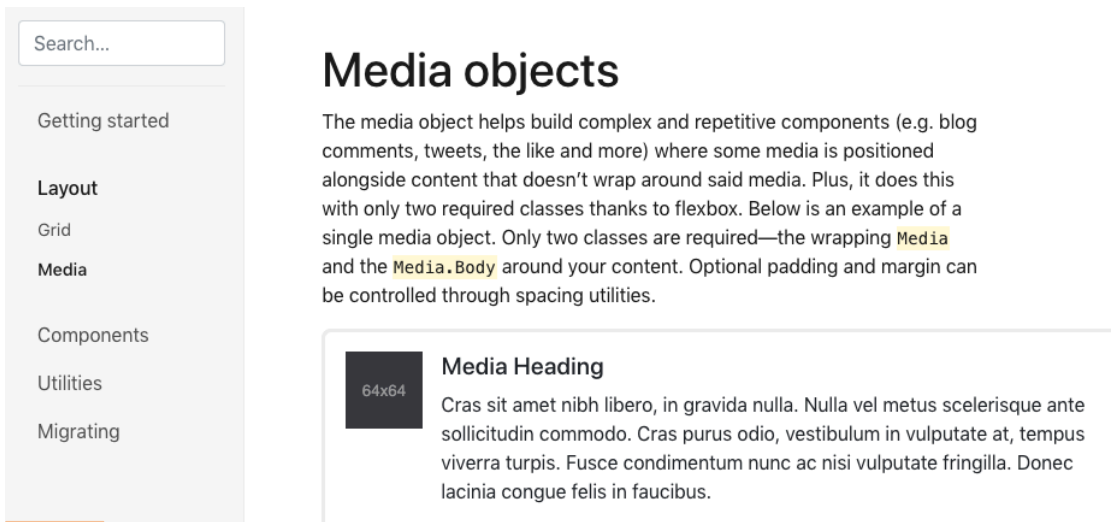 Search...
Getting started
Layout
Grid
Media
Components
Utilities
Migrating
Media objects
The media object helps build complex and repetitive components (e.g. blog
comments, tweets, the like and more) where some media is positioned
alongside content that doesn’t wrap around said media. Plus, it does this
with only two required classes thanks to flexbox. Below is an example of a
single media object. Only two classes are required—the wrapping Media
and the Media.Body around your content. Optional padding and margin can
be controlled through spacing utilities.
64x64
Media Heading
Cras sit amet nibh libero, in gravida nulla. Nulla vel metus scelerisque ante
sollicitudin commodo. Cras purus odio, vestibulum in vulputate at, tempus
viverra turpis. Fusce condimentum nunc ac nisi vulputate fringilla. Donec
lacinia congue felis in faucibus.